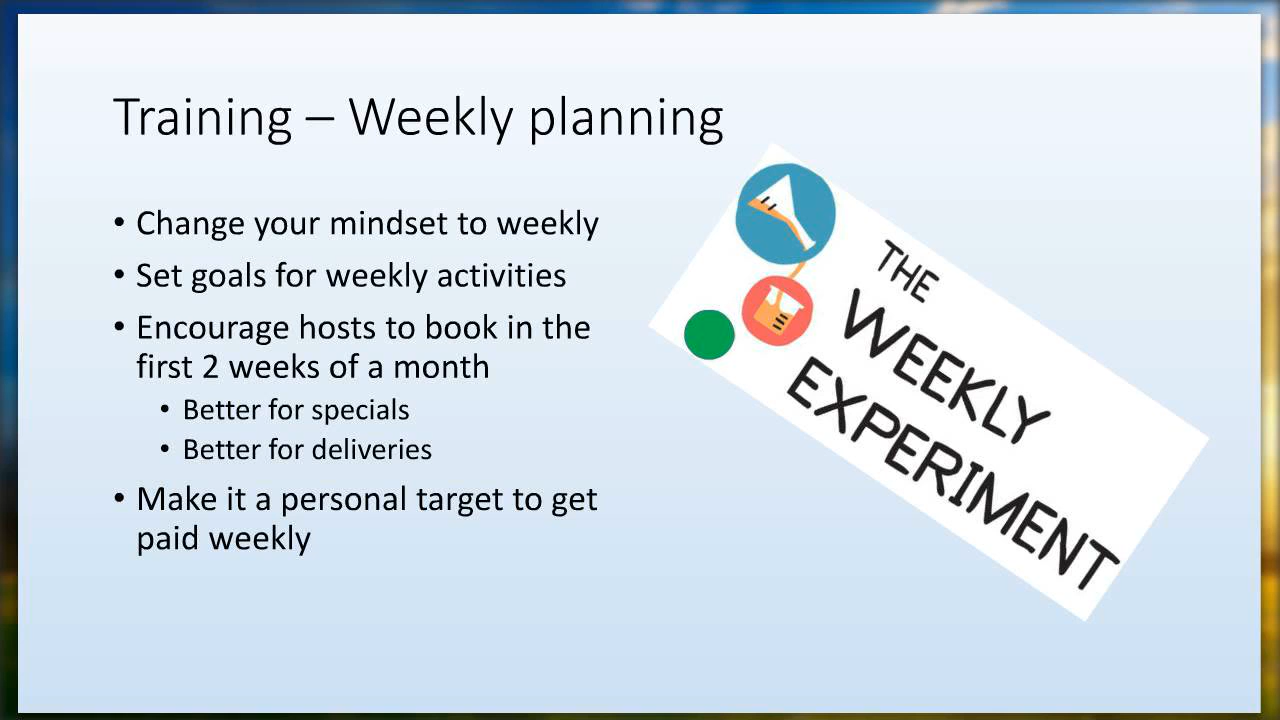 Training – Weekly planning
• Change your mindset to weekly
• Set goals for weekly activities
• Encourage hosts to book in the
first 2 weeks of a month
• Better for specials
• Better for deliveries
• Make it a personal target to get
paid weekly
THE
WEEKLY
EXPERIMENT